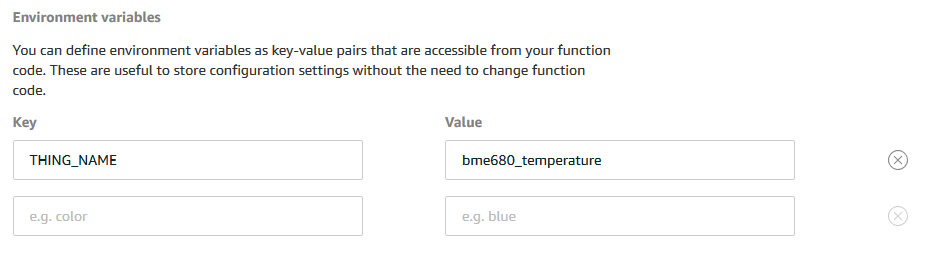 Environment variables
You can define environment variables as key-value pairs that are accessible from your function
code. These are useful to store configuration settings without the need to change function
code.
Key Value
THING_NAME bme680_temperature
e.g. color e.g. blue